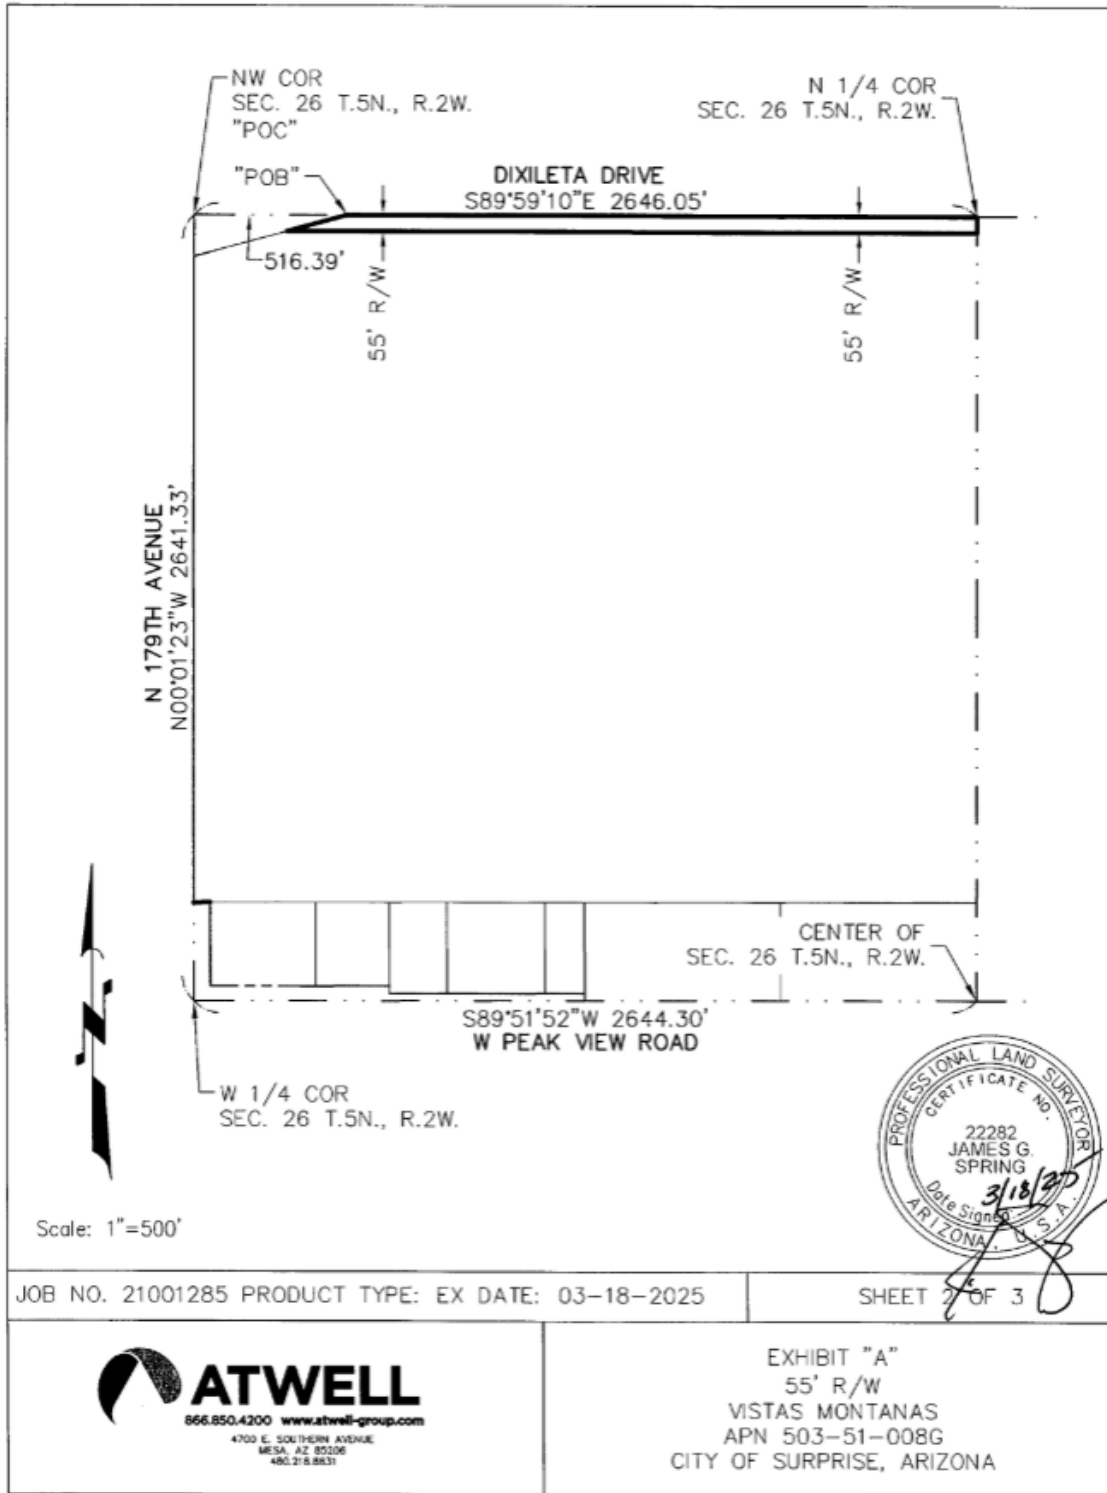 NW COR
SEC. 26 T.5N., R.2W.
"POC"
N 1/4 COR
SEC. 26 T.5N., R.2W.
"POB"
DIXILETA DRIVE
S89°59'10"E 2646.05'
516.39'
55' R/W
55' R/W
N 179TH AVENUE
N00°01'23"W 2641.33'
CENTER OF
SEC. 26 T.5N., R.2W.
S89°51'52"W 2644.30'
W PEAK VIEW ROAD
W 1/4 COR
SEC. 26 T.5N., R.2W.
PROFESSIONAL LAND SURVEYOR
CERTIFICATE NO.
22282
JAMES G.
SPRING
3/18/25
Date Signed:
ARIZONA, U.S.A.
Scale: 1"=500'
JOB NO. 21001285 PRODUCT TYPE: EX DATE: 03-18-2025
SHEET 2 OF 3
ATWELL
866.850.4200 www.atwell-group.com
4700 E. SOUTHERN AVENUE
MESA, AZ 85206
480.218.8831
EXHIBIT "A"
55' R/W
VISTAS MONTANAS
APN 503-51-008G
CITY OF SURPRISE, ARIZONA